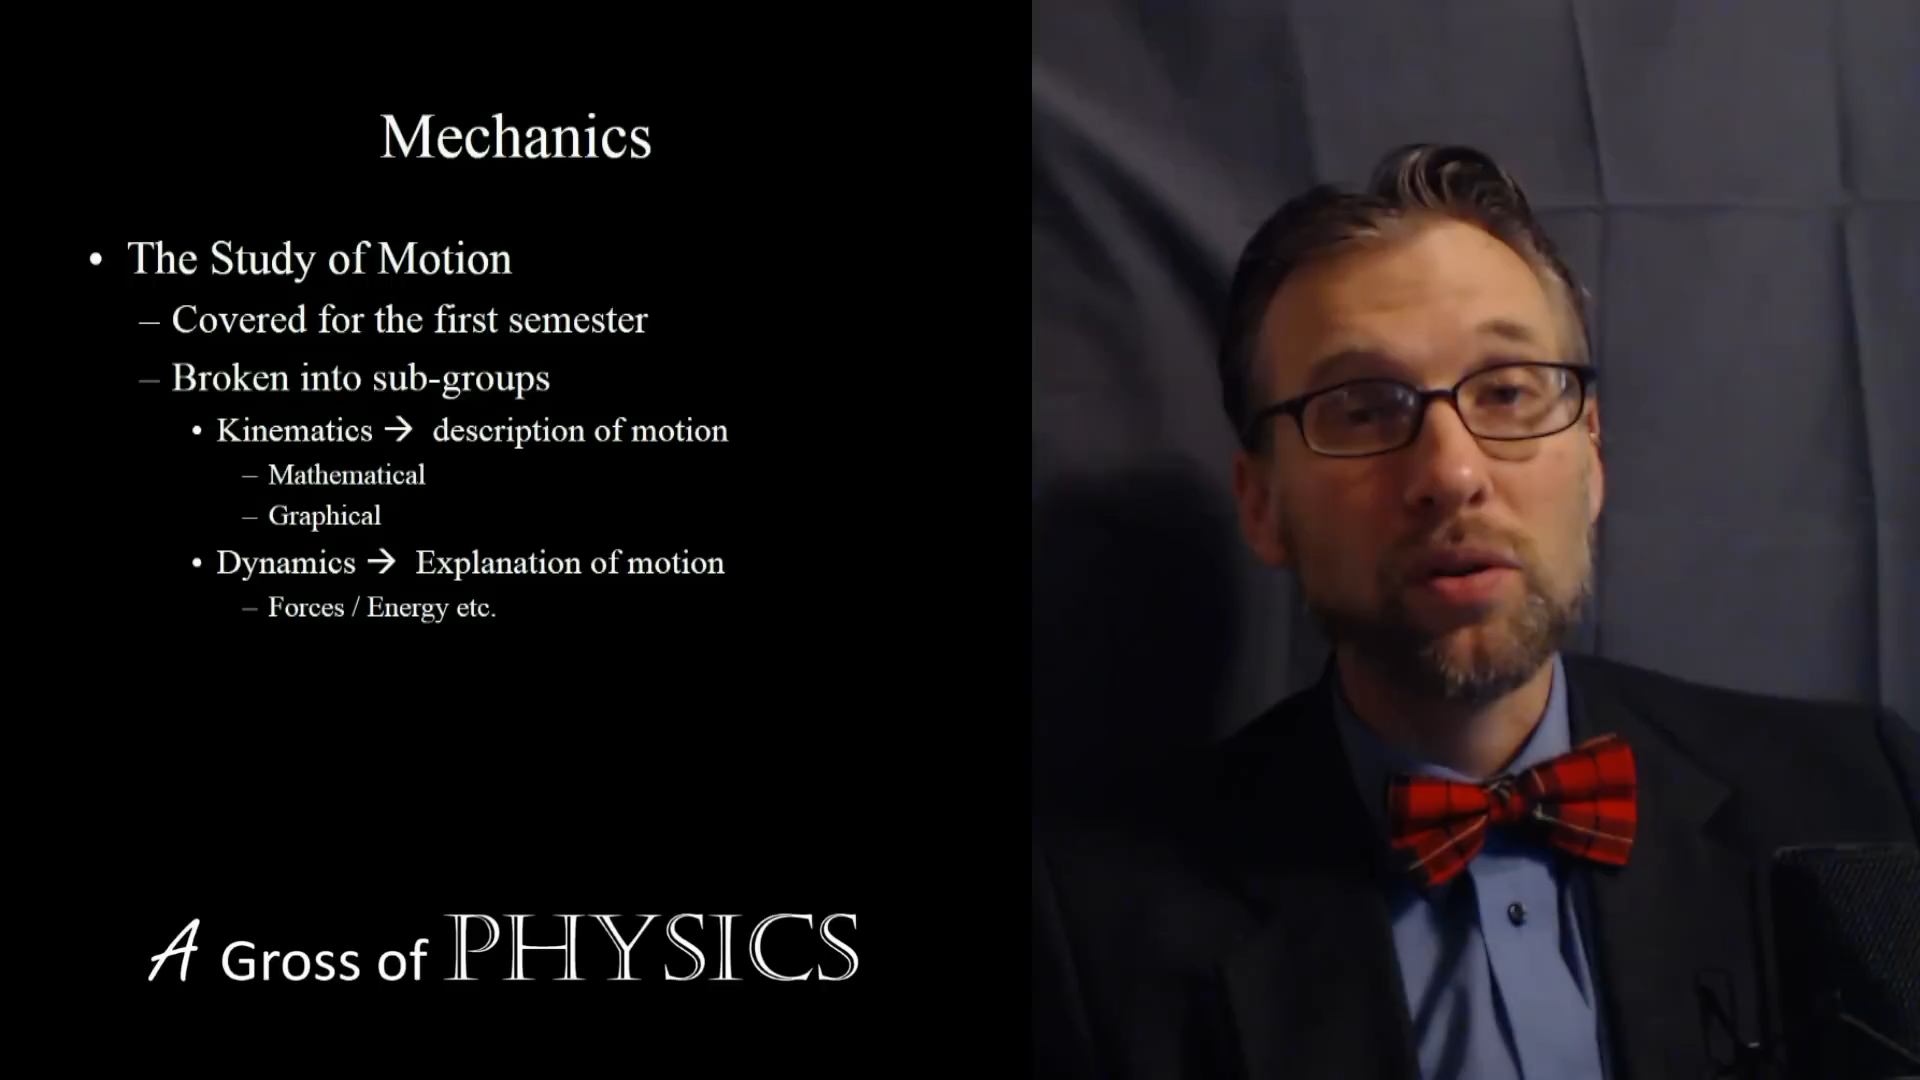 Mechanics
• The Study of Motion
– Covered for the first semester
– Broken into sub-groups
• Kinematics → description of motion
– Mathematical
– Graphical
• Dynamics → Explanation of motion
– Forces / Energy etc.
A Gross of PHYSICS